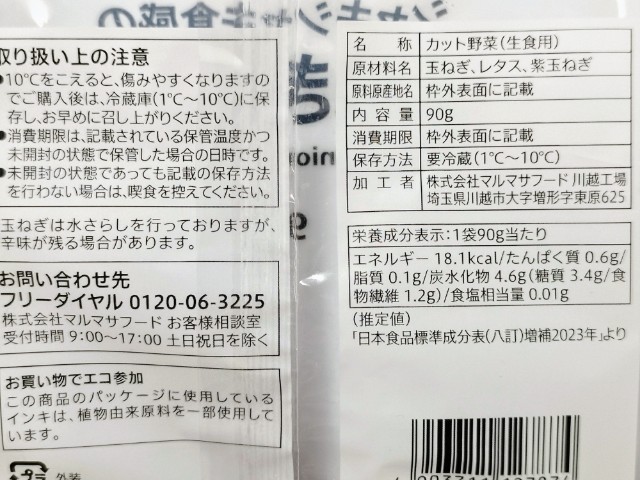 取り扱い上の注意
●10℃をこえると、傷みやすくなりますの
でご購入後は、冷蔵庫(1℃〜10℃)に保
存し、お早めに召し上がりください。
●消費期限は、記載されている保管温度かつ
未開封の状態で保管した場合の日時です。
●未開封の状態であっても記載の保存方法
を行わない場合は、喫食を控えてください。
玉ねぎは水さらしを行っておりますが、
辛味が残る場合があります。
お問い合わせ先
フリーダイヤル 0120-06-3225
株式会社マルマサフード お客様相談室
受付時間 9:00〜17:00 土日祝日を除く
お買い物でエコ参加
この商品のパッケージに使用している
インキは、植物由来原料を一部使用して
います。
プラ 外装
名称 カット野菜(生食用)
原材料名 玉ねぎ、レタス、紫玉ねぎ
原料原産地名 枠外表面に記載
内容量 90g
消費期限 枠外表面に記載
保存方法 要冷蔵(1℃〜10℃)
加工者 株式会社マルマサフード 川越工場
埼玉県川越市大字増形字東原625
栄養成分表示:1袋90g当たり
エネルギー 18.1kcal/たんぱく質 0.6g/
脂質 0.1g/炭水化物 4.6g(糖質 3.4g/食
物繊維 1.2g)/食塩相当量 0.01g
(推定値)
「日本食品標準成分表(八訂)増補2023年」より